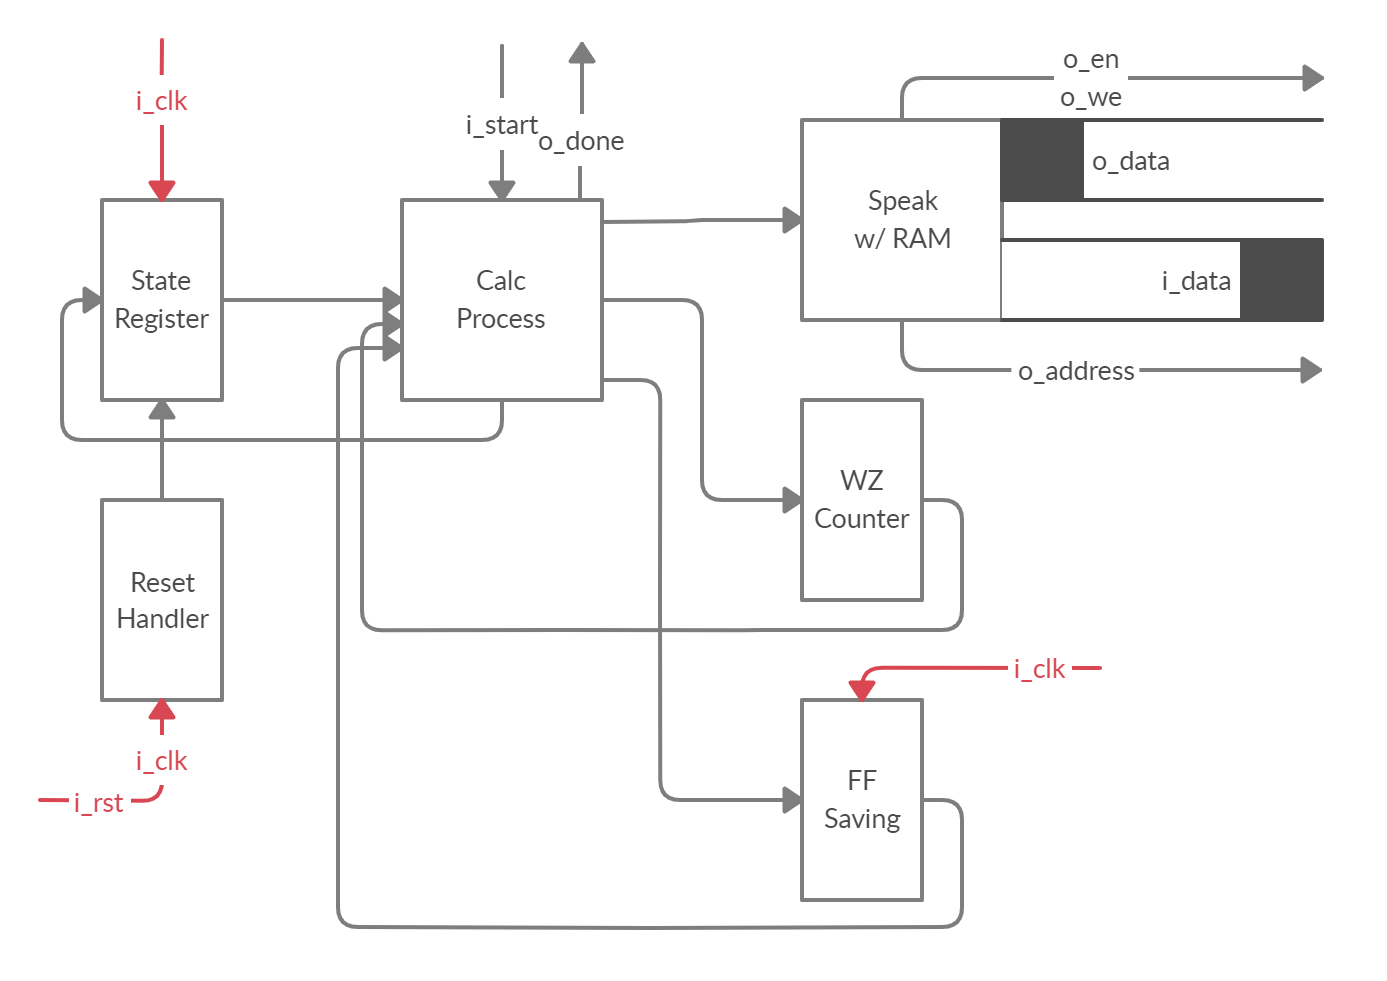 i_clk
i_start
o_done
o_en
o_we
o_data
Speak
w/ RAM
i_data
State
Register
Calc
Process
o_address
WZ
Counter
Reset
Handler
i_clk
i_clk
i_rst
FF
Saving